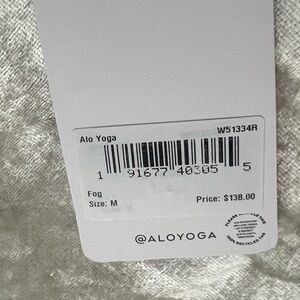 Alo Yoga W51334R
1 91677 40305 5
Fog
Size: M Price: $138.00
@ALOYOGA